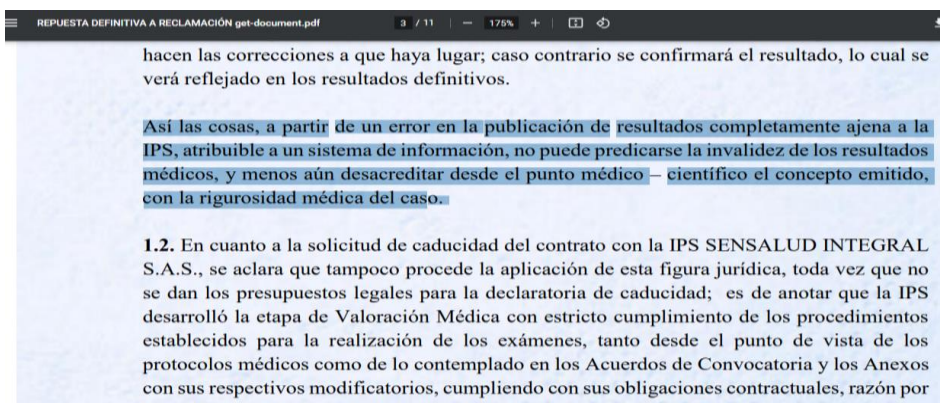 REPUESTA DEFINITIVA A RECLAMACIÓN get-document.pdf 3 / 11 | — 175% + |
hacen las correcciones a que haya lugar; caso contrario se confirmará el resultado, lo cual se
verá reflejado en los resultados definitivos.
Así las cosas, a partir de un error en la publicación de resultados completamente ajena a la
IPS, atribuible a un sistema de información, no puede predicarse la invalidez de los resultados
médicos, y menos aún desacreditar desde el punto médico – científico el concepto emitido,
con la rigurosidad médica del caso.
1.2. En cuanto a la solicitud de caducidad del contrato con la IPS SENSALUD INTEGRAL
S.A.S., se aclara que tampoco procede la aplicación de esta figura jurídica, toda vez que no
se dan los presupuestos legales para la declaratoria de caducidad; es de anotar que la IPS
desarrolló la etapa de Valoración Médica con estricto cumplimiento de los procedimientos
establecidos para la realización de los exámenes, tanto desde el punto de vista de los
protocolos médicos como de lo contemplado en los Acuerdos de Convocatoria y los Anexos
con sus respectivos modificatorios, cumpliendo con sus obligaciones contractuales, razón por